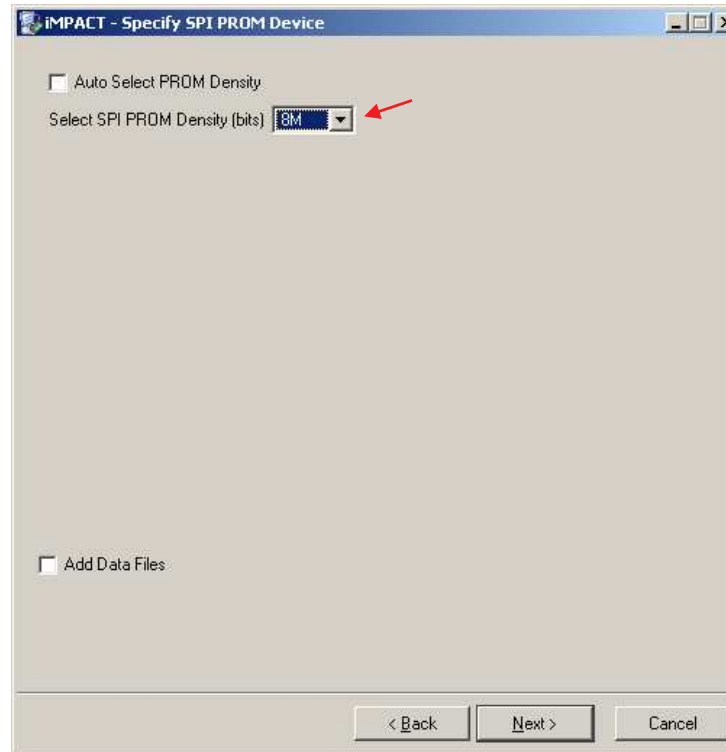 iMPACT - Specify SPI PROM Device
Auto Select PROM Density
Select SPI PROM Density (bits) 8M
Add Data Files
< Back Next > Cancel